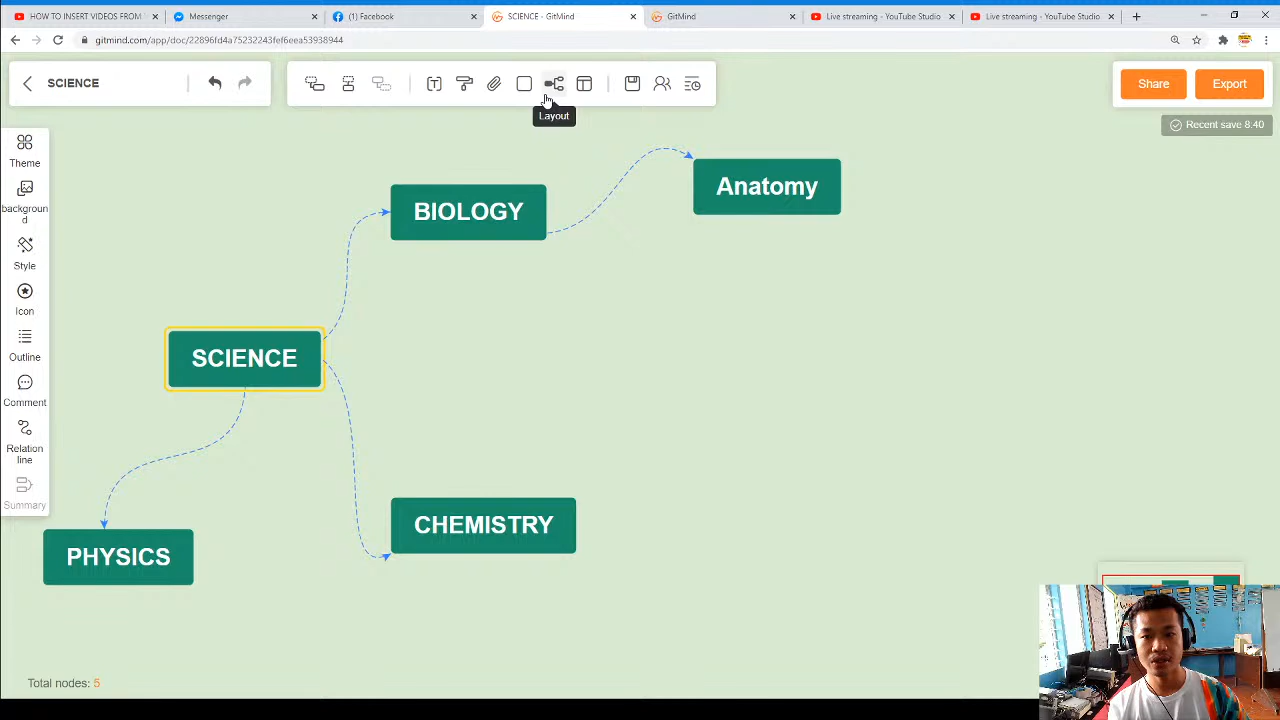 HOW TO INSERT VIDEOS FROM
Messenger
(1) Facebook
SCIENCE - GitMind
GitMind
Live streaming - YouTube Studio
Live streaming - YouTube Studio
gitmind.com/app/doc/22896fd4a75232243fef6eea53938944
SCIENCE
Layout
Share
Export
Recent save 8:40
Theme
backgroun
d
Style
Icon
Outline
Comment
Relation
line
Summary
BIOLOGY
Anatomy
SCIENCE
CHEMISTRY
PHYSICS
Total nodes: 5